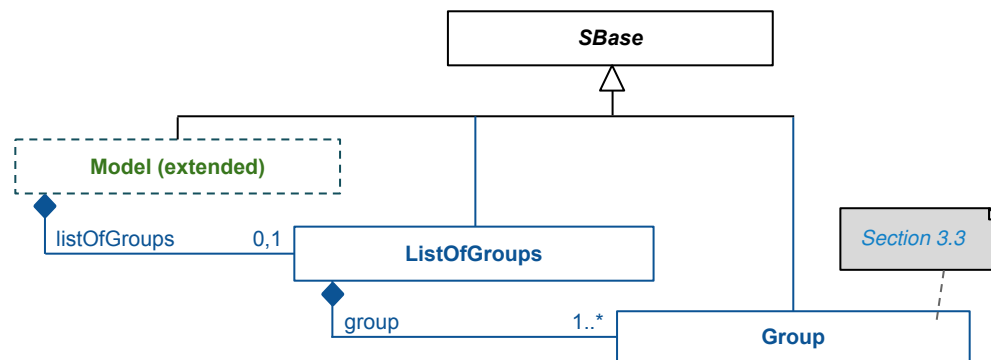 SBase
Model (extended)
listOfGroups 0,1
ListOfGroups
Section 3.3
group 1..*
Group